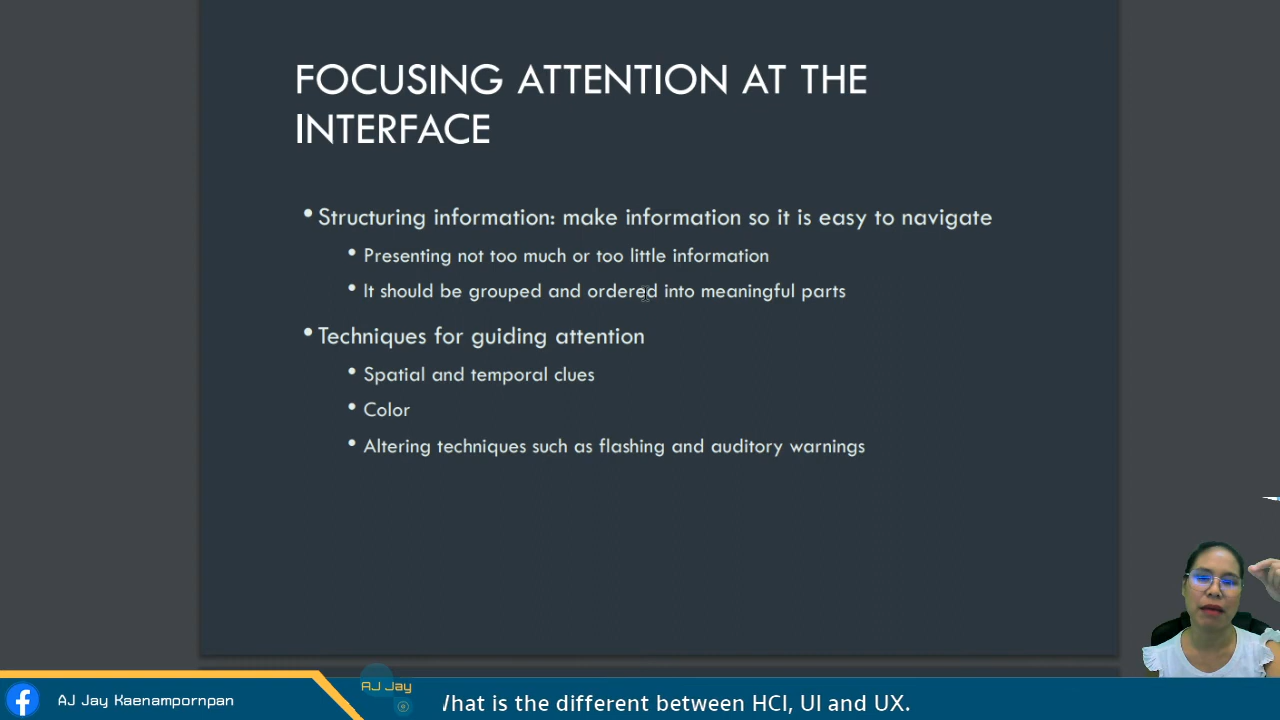 FOCUSING ATTENTION AT THE
INTERFACE
• Structuring information: make information so it is easy to navigate
• Presenting not too much or too little information
• It should be grouped and ordered into meaningful parts
• Techniques for guiding attention
• Spatial and temporal clues
• Color
• Altering techniques such as flashing and auditory warnings
AJ Jay Kaenampornpan
AJ Jay
is the different between HCI, UI and UX.